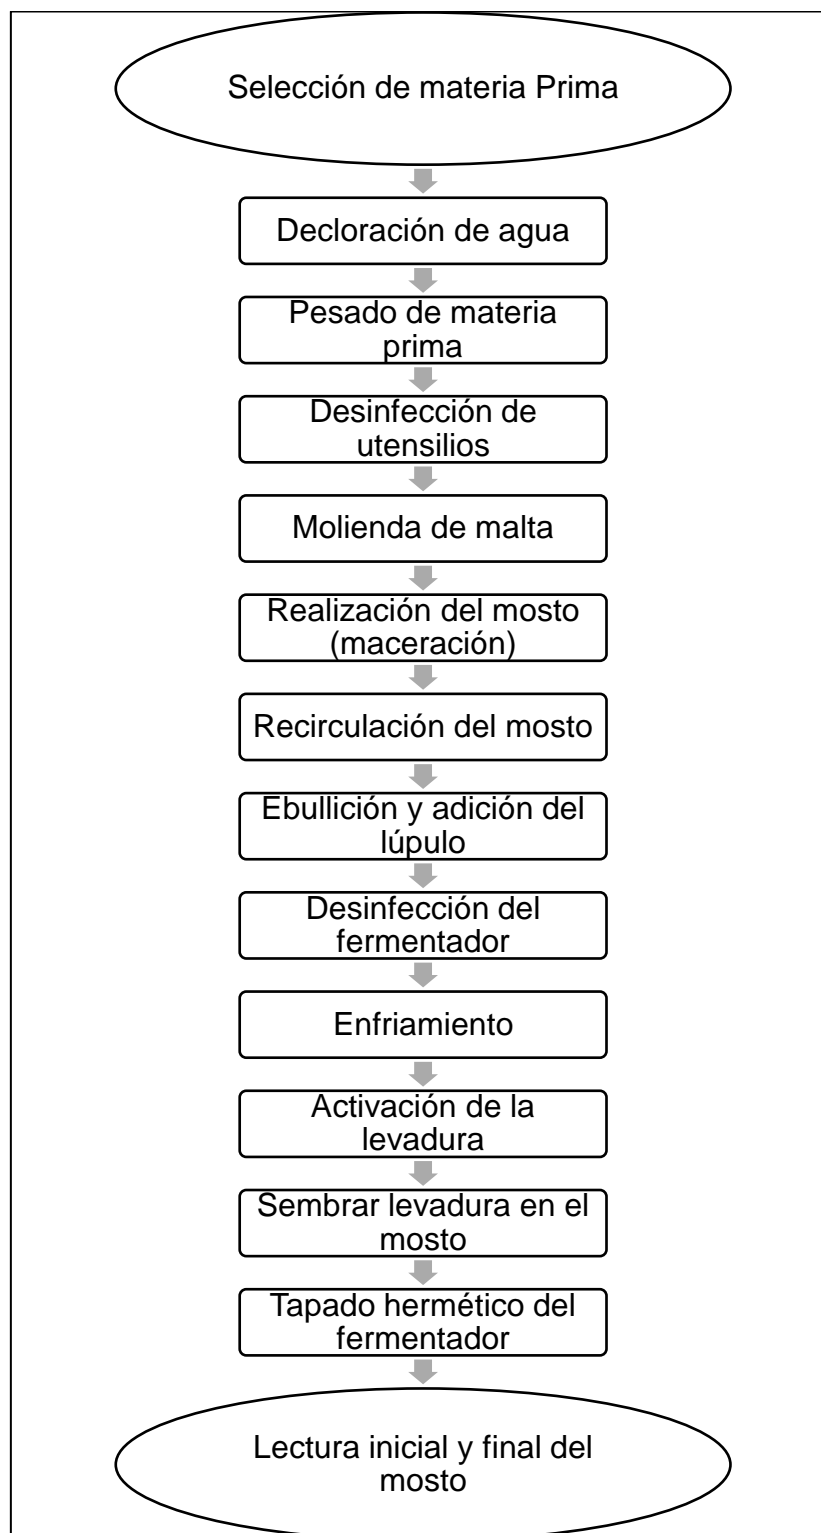 Selección de materia Prima
Decloración de agua
Pesado de materia
prima
Desinfección de
utensilios
Molienda de malta
Realización del mosto
(maceración)
Recirculación del mosto
Ebullición y adición del
lúpulo
Desinfección del
fermentador
Enfriamiento
Activación de la
levadura
Sembrar levadura en el
mosto
Tapado hermético del
fermentador
Lectura inicial y final del
mosto